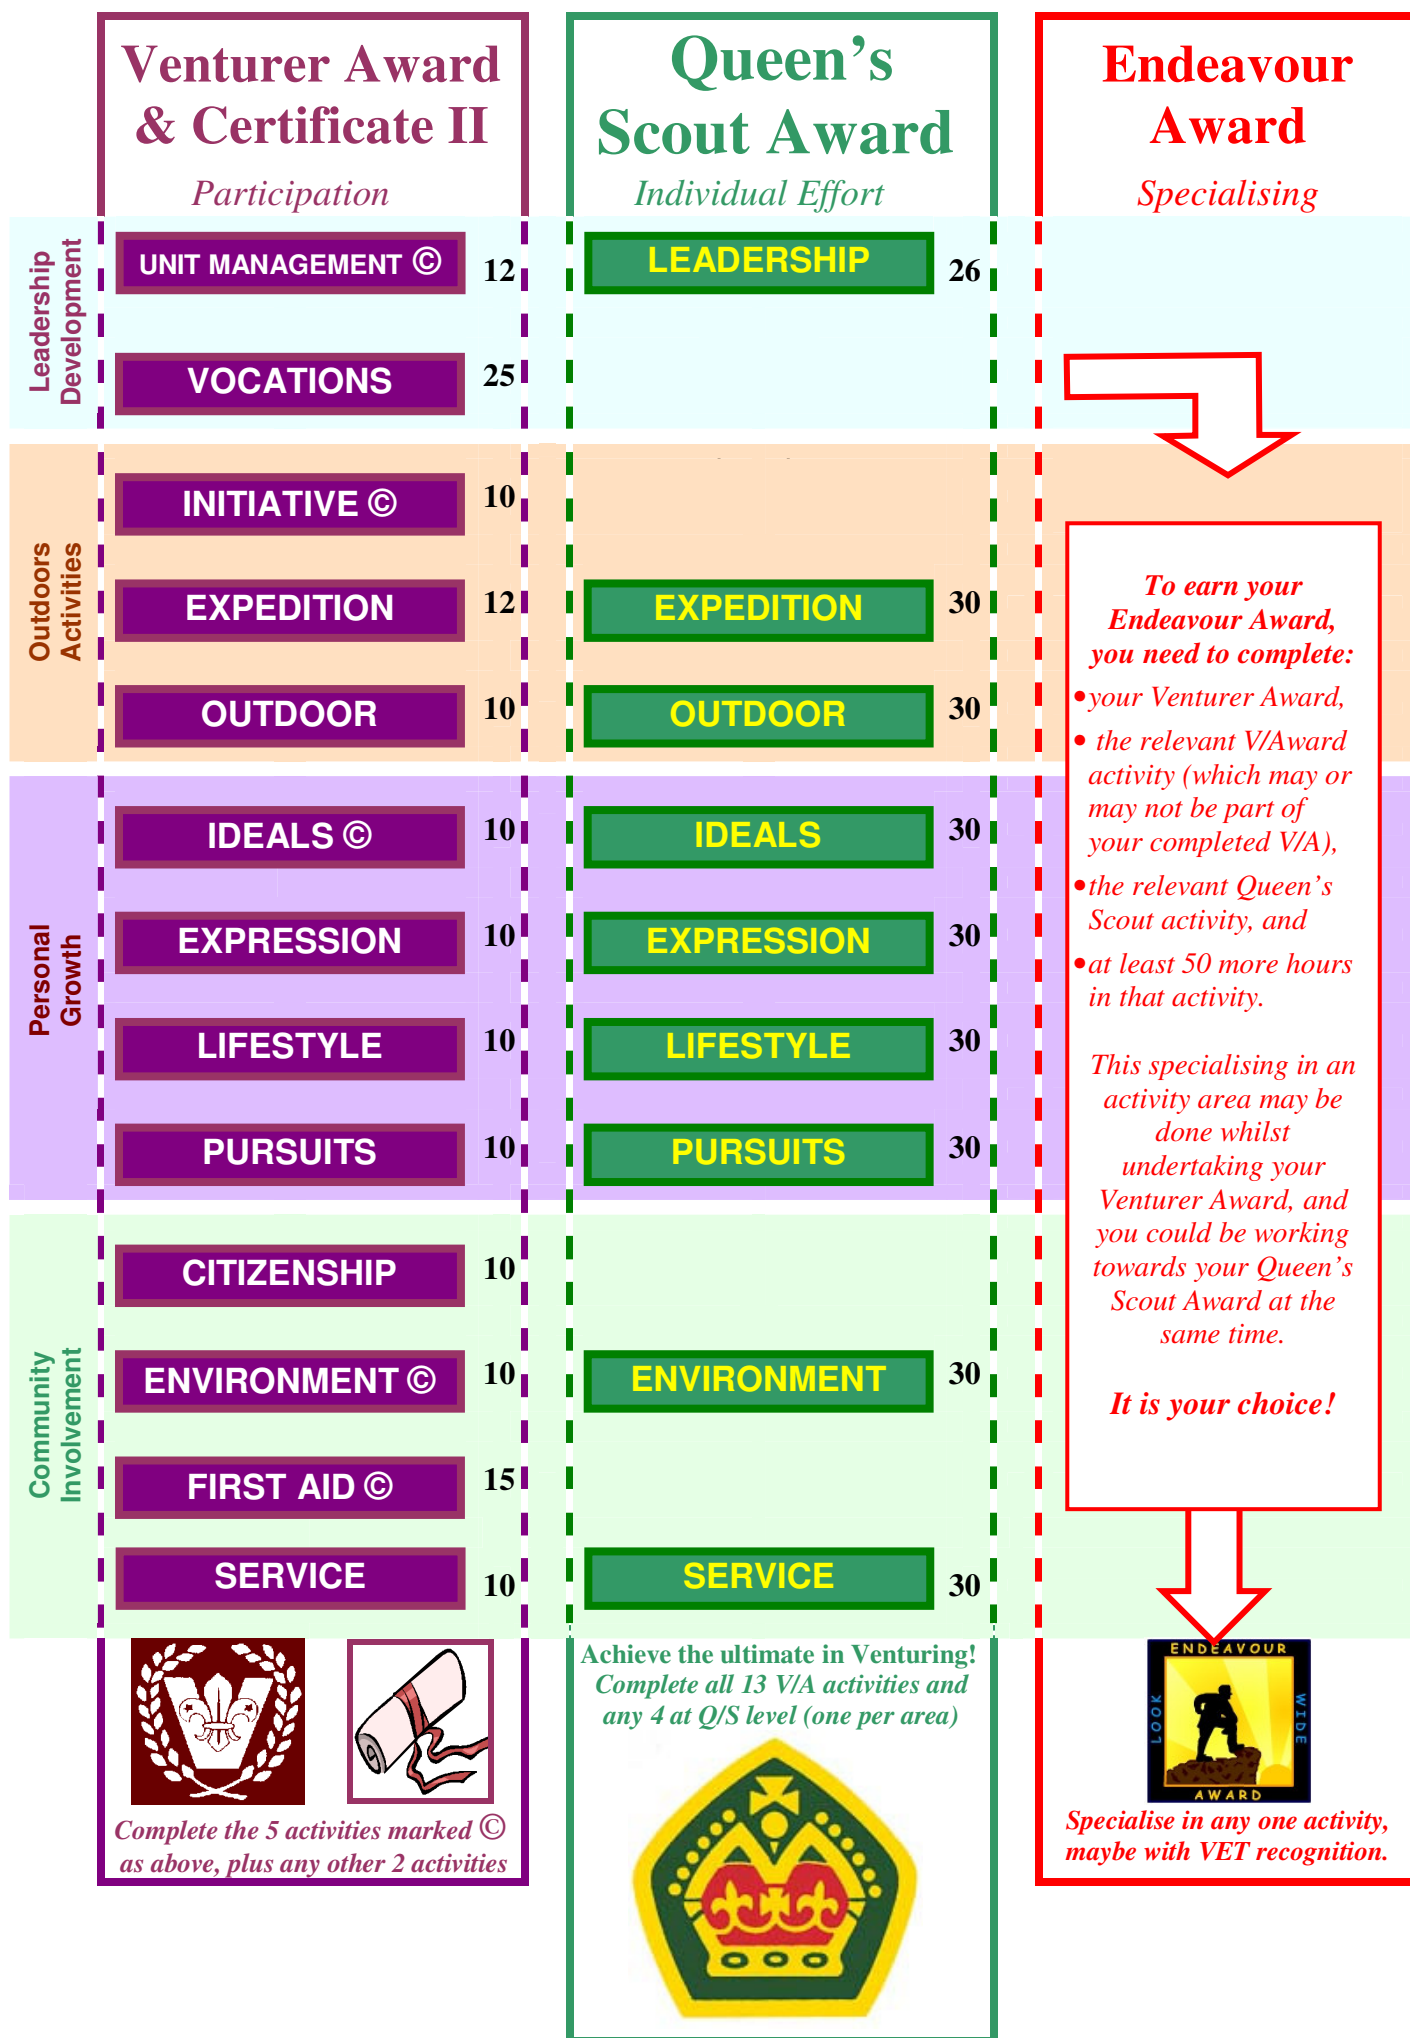 Venturer Award
& Certificate II
Participation
Queen's
Scout Award
Individual Effort
Endeavour
Award
Specialising
Leadership
Development
UNIT MANAGEMENT © 12
LEADERSHIP 26
VOCATIONS 25
Outdoors
Activities
INITIATIVE © 10
EXPEDITION 12
EXPEDITION 30
OUTDOOR 10
OUTDOOR 30
Personal
Growth
IDEALS © 10
IDEALS 30
EXPRESSION 10
EXPRESSION 30
LIFESTYLE 10
LIFESTYLE 30
PURSUITS 10
PURSUITS 30
Community
Involvement
CITIZENSHIP 10
ENVIRONMENT © 10
ENVIRONMENT 30
FIRST AID © 15
SERVICE 10
SERVICE 30
To earn your
Endeavour Award,
you need to complete:
•your Venturer Award,
• the relevant V/Award
activity (which may or
may not be part of
your completed V/A),
•the relevant Queen's
Scout activity, and
•at least 50 more hours
in that activity.
This specialising in an
activity area may be
done whilst
undertaking your
Venturer Award, and
you could be working
towards your Queen's
Scout Award at the
same time.
It is your choice!
V
Complete the 5 activities marked ©
as above, plus any other 2 activities
Achieve the ultimate in Venturing!
Complete all 13 V/A activities and
any 4 at Q/S level (one per area)
ENDEAVOUR
LOOK
WIDE
AWARD
Specialise in any one activity,
maybe with VET recognition.